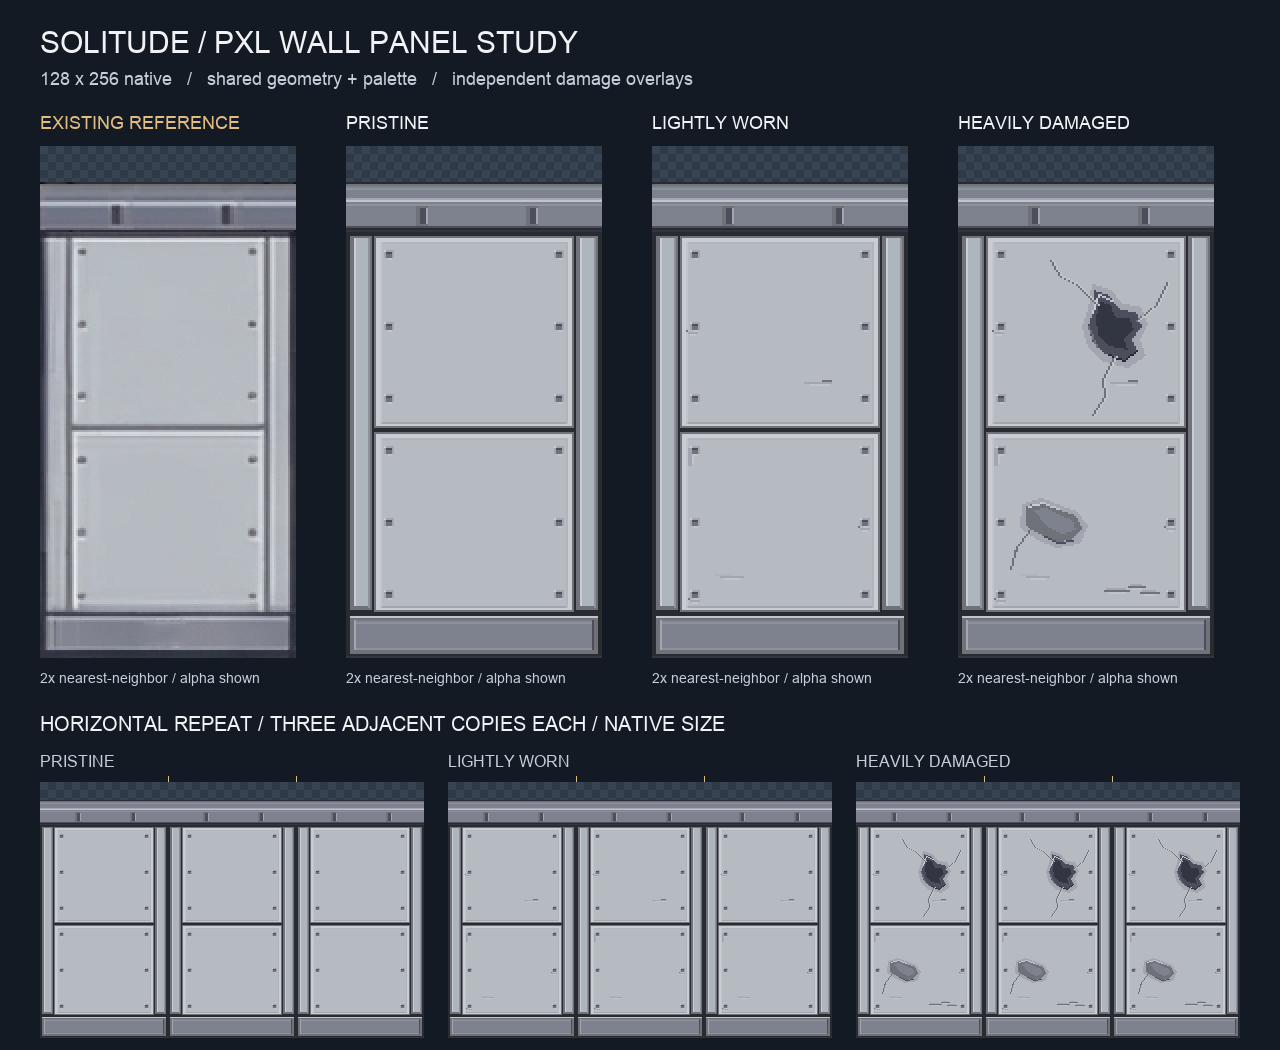 SOLITUDE / PXL WALL PANEL STUDY
128 x 256 native / shared geometry + palette / independent damage overlays
EXISTING REFERENCE PRISTINE LIGHTLY WORN HEAVILY DAMAGED
2x nearest-neighbor / alpha shown 2x nearest-neighbor / alpha shown 2x nearest-neighbor / alpha shown 2x nearest-neighbor / alpha shown
HORIZONTAL REPEAT / THREE ADJACENT COPIES EACH / NATIVE SIZE
PRISTINE LIGHTLY WORN HEAVILY DAMAGED